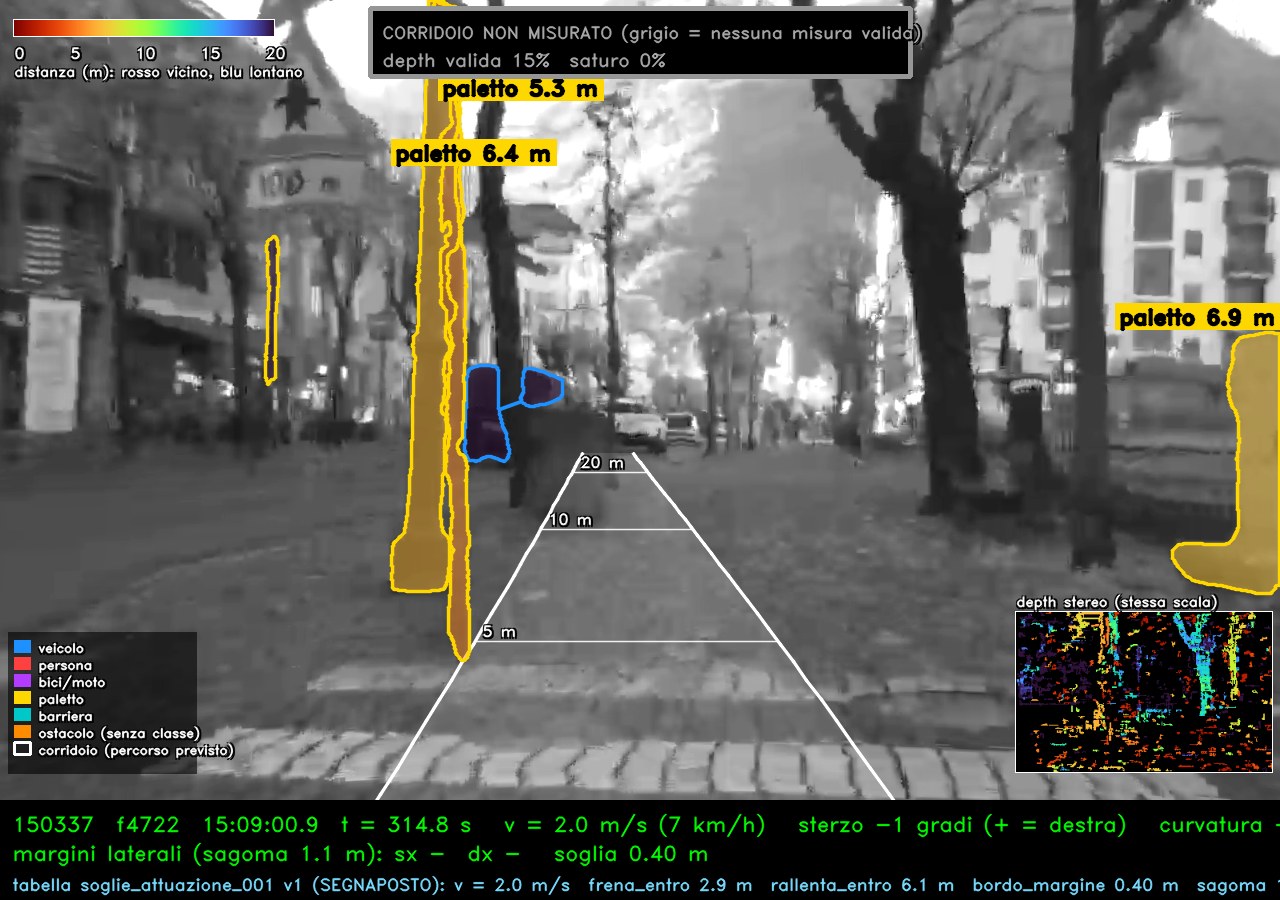 0 5 10 15 20
distanza (m): rosso vicino, blu lontano
CORRIDOIO NON MISURATO (grigio = nessuna misura valida)
depth valida 15% saturo 0%
paletto 5.3 m
paletto 6.4 m
paletto 6.9 m
20 m
10 m
5 m
depth stereo (stessa scala)
veicolo
persona
bici/moto
paletto
barriera
ostacolo (senza classe)
corridoio (percorso previsto)
150337 f4722 15:09:00.9 t = 314.8 s v = 2.0 m/s (7 km/h) sterzo -1 gradi (+ = destra) curvatura -
margini laterali (sagoma 1.1 m): sx - dx - soglia 0.40 m
tabella soglie_attuazione_001 v1 (SEGNAPOSTO): v = 2.0 m/s frena_entro 2.9 m rallenta_entro 6.1 m bordo_margine 0.40 m sagoma